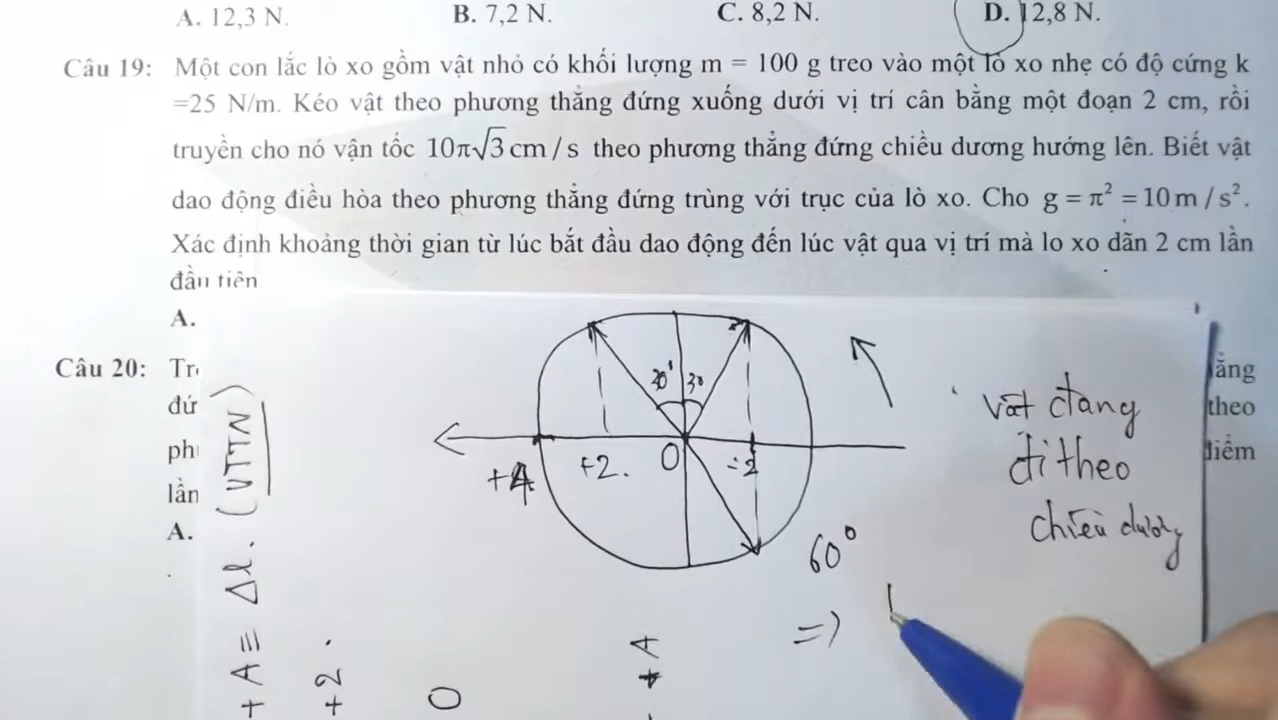 A. 12,3 N. B. 7,2 N. C. 8,2 N. D. 12,8 N.
Câu 19: Một con lắc lò xo gồm vật nhỏ có khối lượng m = 100 g treo vào một lò xo nhẹ có độ cứng k
=25 N/m. Kéo vật theo phương thẳng đứng xuống dưới vị trí cân bằng một đoạn 2 cm, rồi
truyền cho nó vận tốc 10π√3 cm / s theo phương thẳng đứng chiều dương hướng lên. Biết vật
dao động điều hòa theo phương thẳng đứng trùng với trục của lò xo. Cho g = π² = 10 m / s².
Xác định khoảng thời gian từ lúc bắt đầu dao động đến lúc vật qua vị trí mà lo xo dãn 2 cm lần
đầu tiên
A.
Câu 20: Tr
đứ
ph
lần
A.
ẳng
theo
điểm
30° 30
+4 +2. O -2
60°
=>
vật đang
đi theo
chiều dương
+A ≡ Δl. (VTTN)
+2.
O
+A